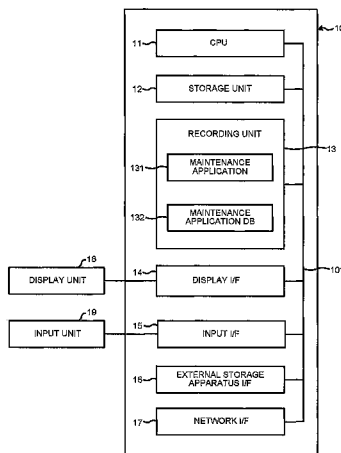 10
11
CPU
12
STORAGE UNIT
RECORDING UNIT
13
131
MAINTENANCE
APPLICATION
132
MAINTENANCE
APPLICATION DB
18
DISPLAY UNIT
14
DISPLAY I/F
101
19
INPUT UNIT
15
INPUT I/F
16
EXTERNAL STORAGE
APPARATUS I/F
17
NETWORK I/F